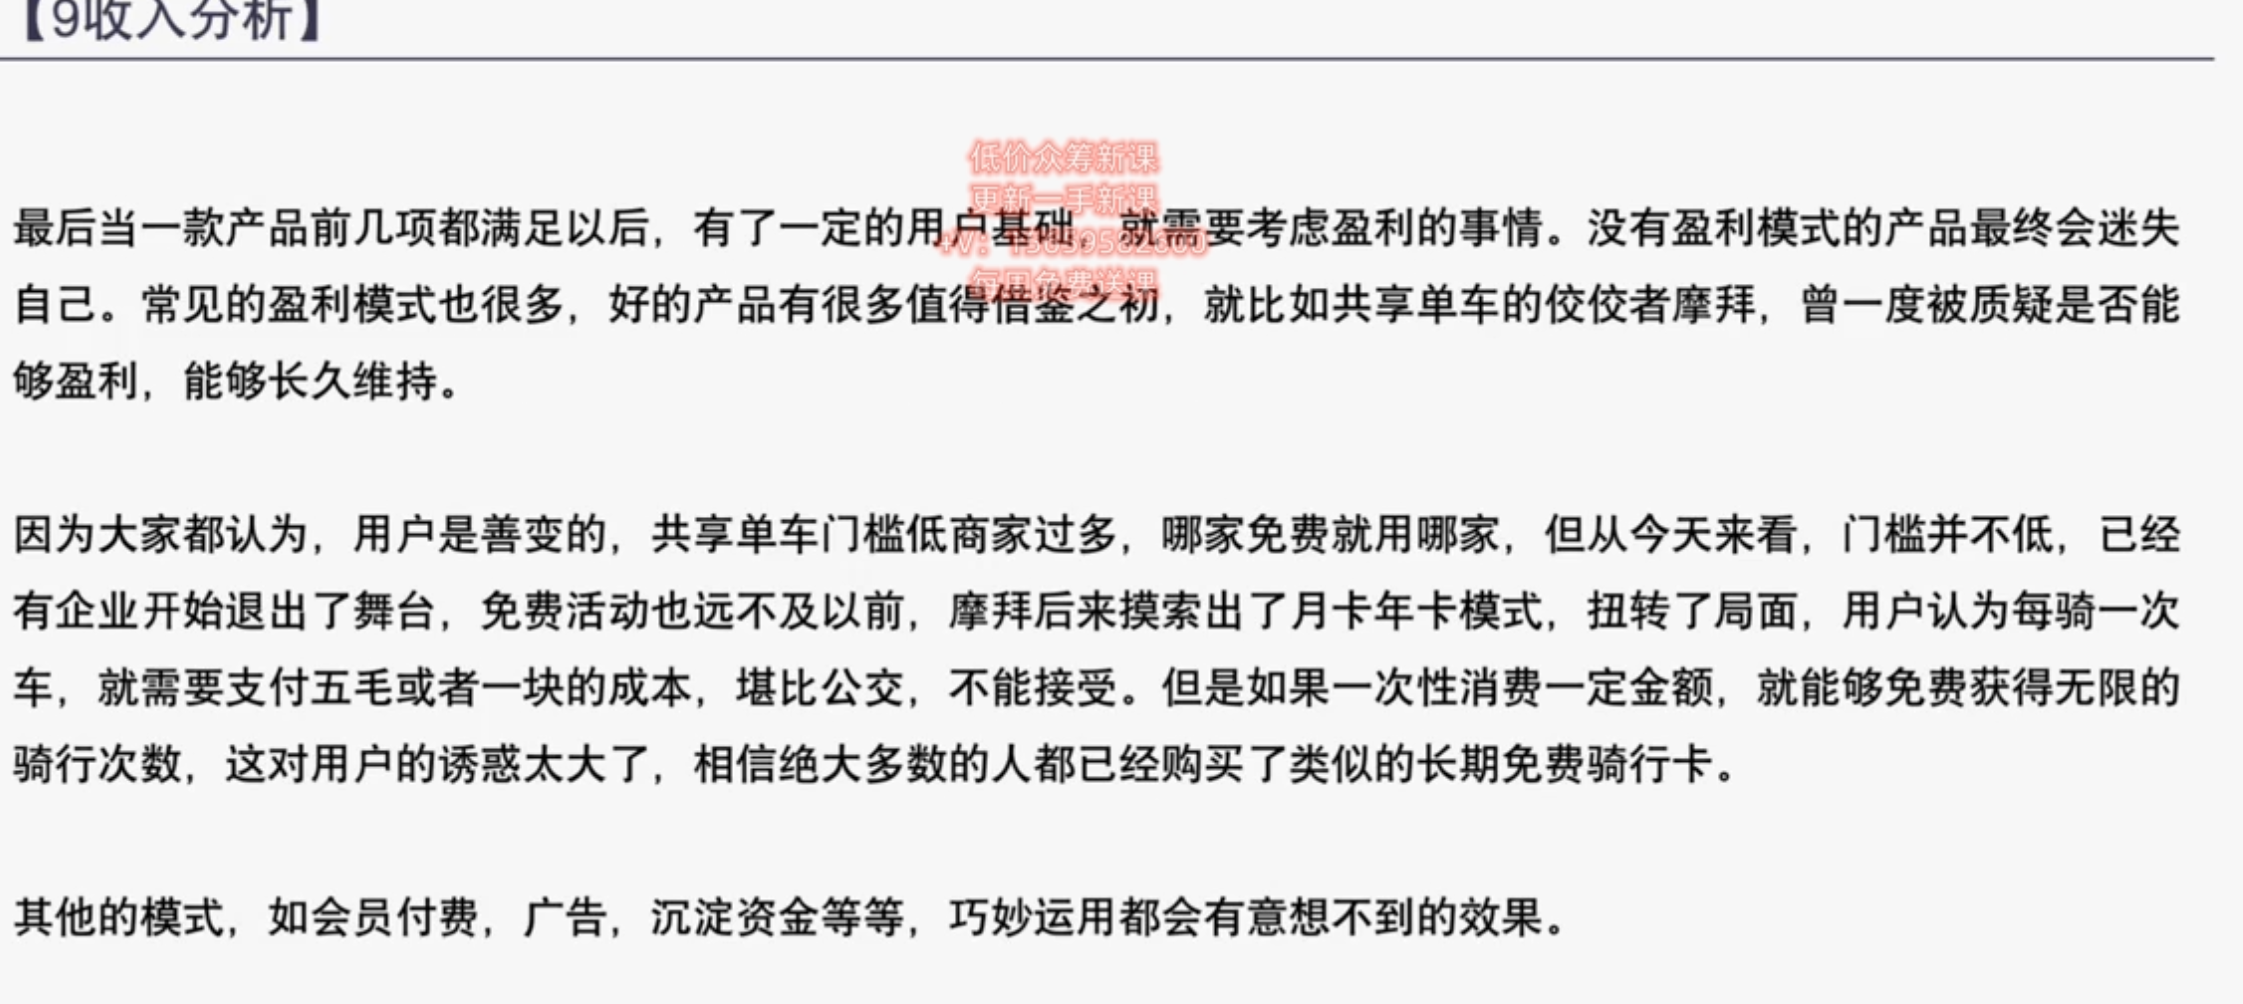 【9收入分析】
低价众筹新课
更新一手新课
最后当一款产品前几项都满足以后，有了一定的用户基础，就需要考虑盈利的事情。没有盈利模式的产品最终会迷失
+V：
每周免费送课
自己。常见的盈利模式也很多，好的产品有很多值得借鉴之初，就比如共享单车的佼佼者摩拜，曾一度被质疑是否能
够盈利，能够长久维持。
因为大家都认为，用户是善变的，共享单车门槛低商家过多，哪家免费就用哪家，但从今天来看，门槛并不低，已经
有企业开始退出了舞台，免费活动也远不及以前，摩拜后来摸索出了月卡年卡模式，扭转了局面，用户认为每骑一次
车，就需要支付五毛或者一块的成本，堪比公交，不能接受。但是如果一次性消费一定金额，就能够免费获得无限的
骑行次数，这对用户的诱惑太大了，相信绝大多数的人都已经购买了类似的长期免费骑行卡。
其他的模式，如会员付费，广告，沉淀资金等等，巧妙运用都会有意想不到的效果。